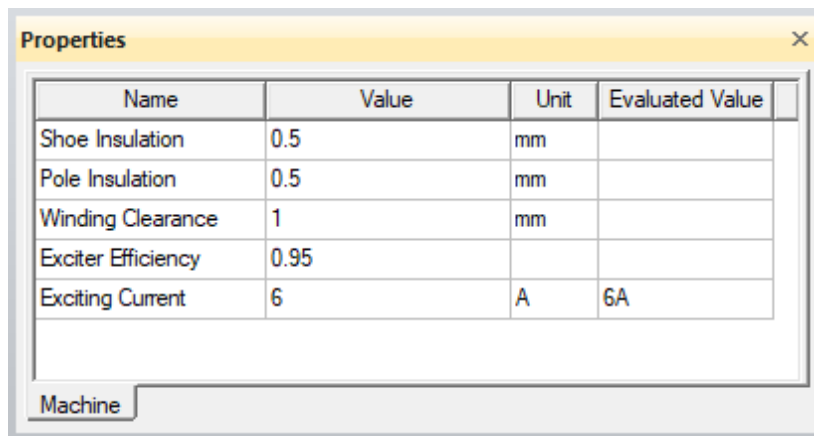 Properties
Name Value Unit Evaluated Value
Shoe Insulation 0.5 mm
Pole Insulation 0.5 mm
Winding Clearance 1 mm
Exciter Efficiency 0.95
Exciting Current 6 A 6A
Machine